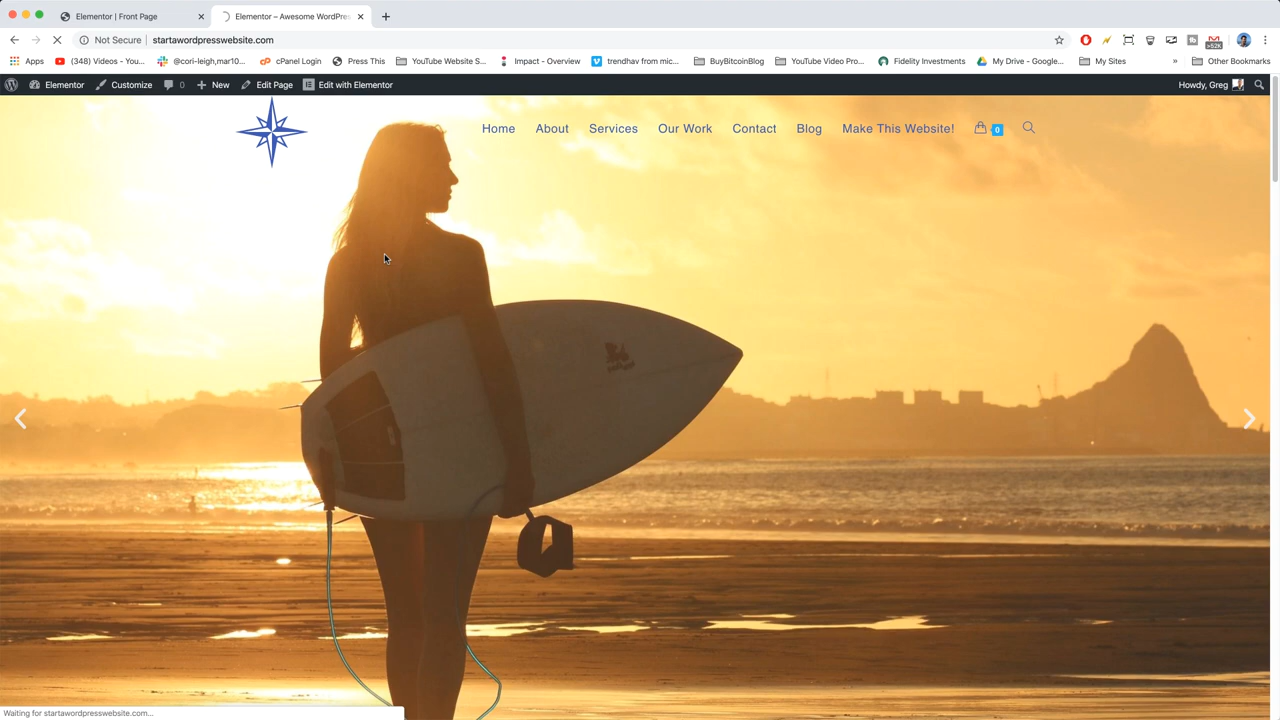 Elementor | Front Page
Elementor – Awesome WordPres
Not Secure | startawordpresswebsite.com
>52K
Apps (348) Videos - You... @cori-leigh,mar10... cPanel Login Press This YouTube Website S... Impact - Overview trendhav from mic... BuyBitcoinBlog YouTube Video Pro... Fidelity Investments My Drive - Google... My Sites » Other Bookmarks
Elementor Customize 0 New Edit Page Edit with Elementor Howdy, Greg
Home About Services Our Work Contact Blog Make This Website! 0
Waiting for startawordpresswebsite.com...